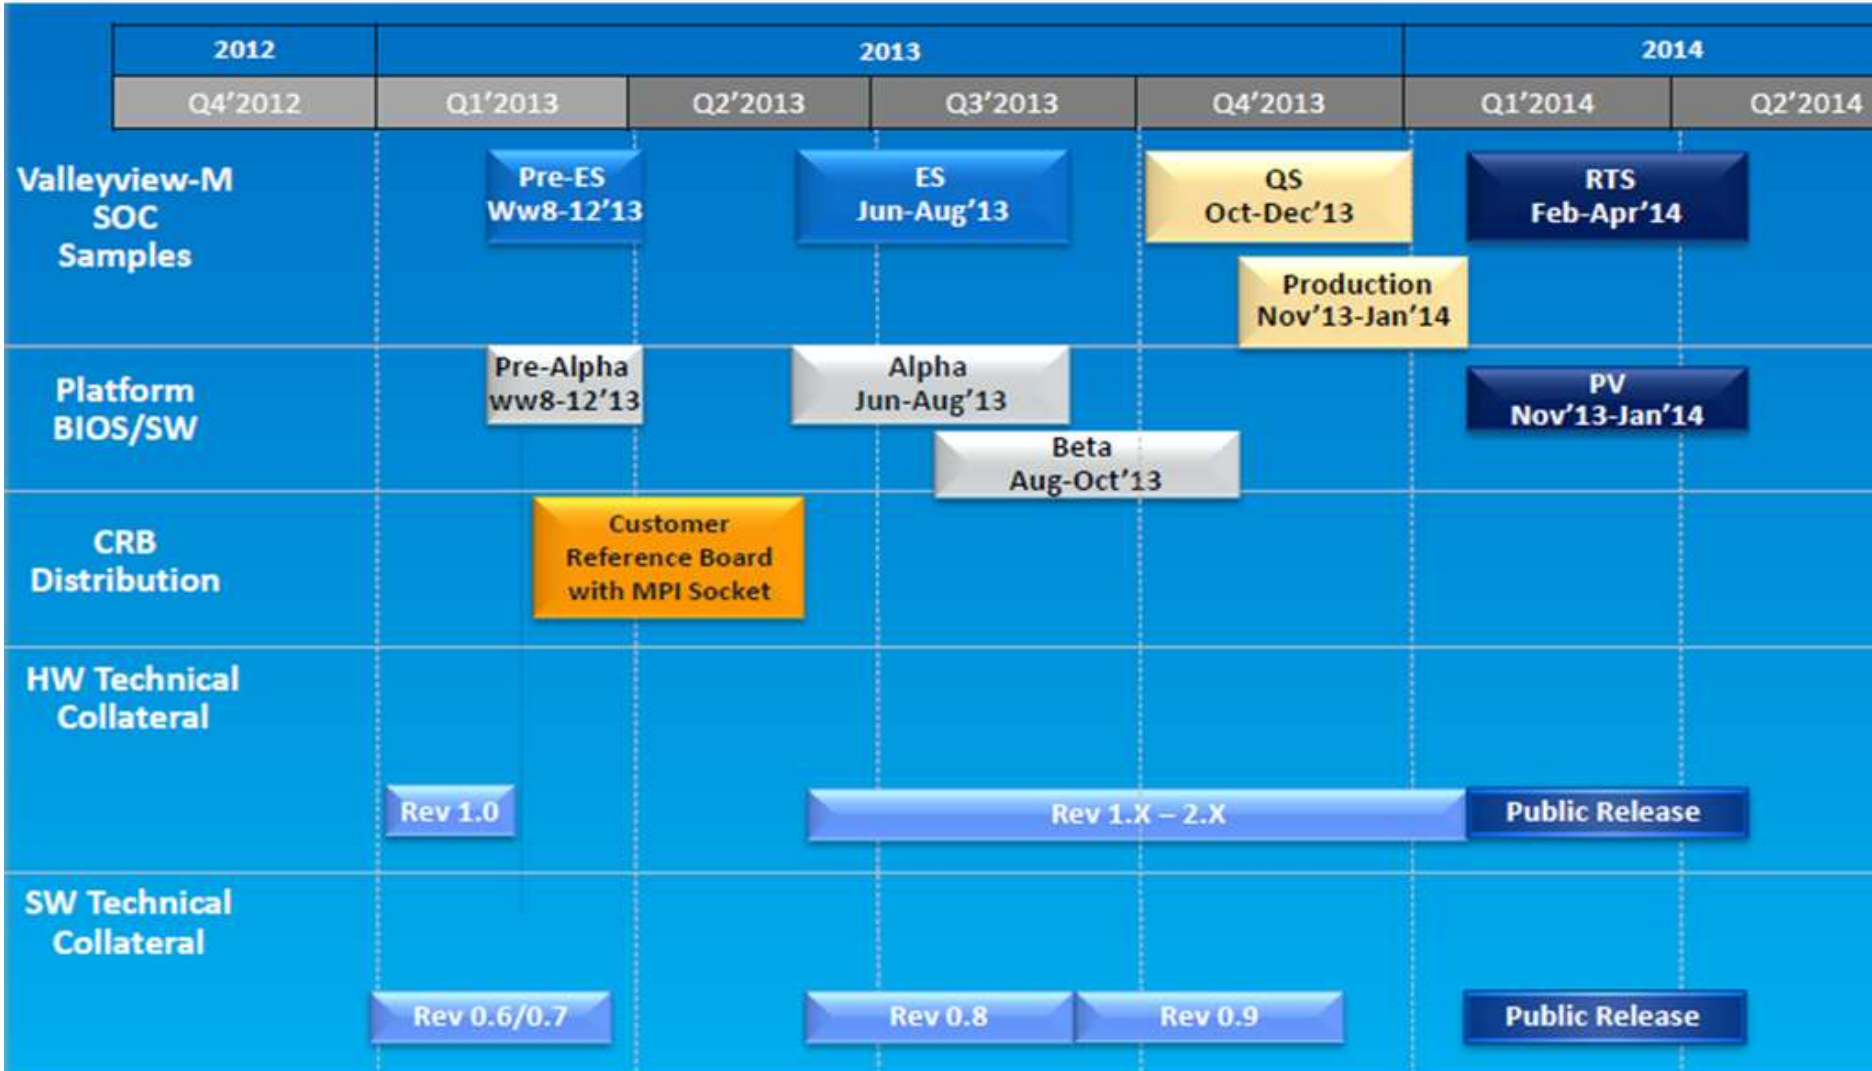 2012
2013
2014
Q4'2012
Q1'2013
Q2'2013
Q3'2013
Q4'2013
Q1'2014
Q2'2014
Valleyview-M
SOC
Samples
Pre-ES
Ww8-12'13
ES
Jun-Aug'13
QS
Oct-Dec'13
RTS
Feb-Apr'14
Production
Nov'13-Jan'14
Platform
BIOS/SW
Pre-Alpha
ww8-12'13
Alpha
Jun-Aug'13
Beta
Aug-Oct'13
PV
Nov'13-Jan'14
CRB
Distribution
Customer
Reference Board
with MPI Socket
HW Technical
Collateral
Rev 1.0
Rev 1.X – 2.X
Public Release
SW Technical
Collateral
Rev 0.6/0.7
Rev 0.8
Rev 0.9
Public Release